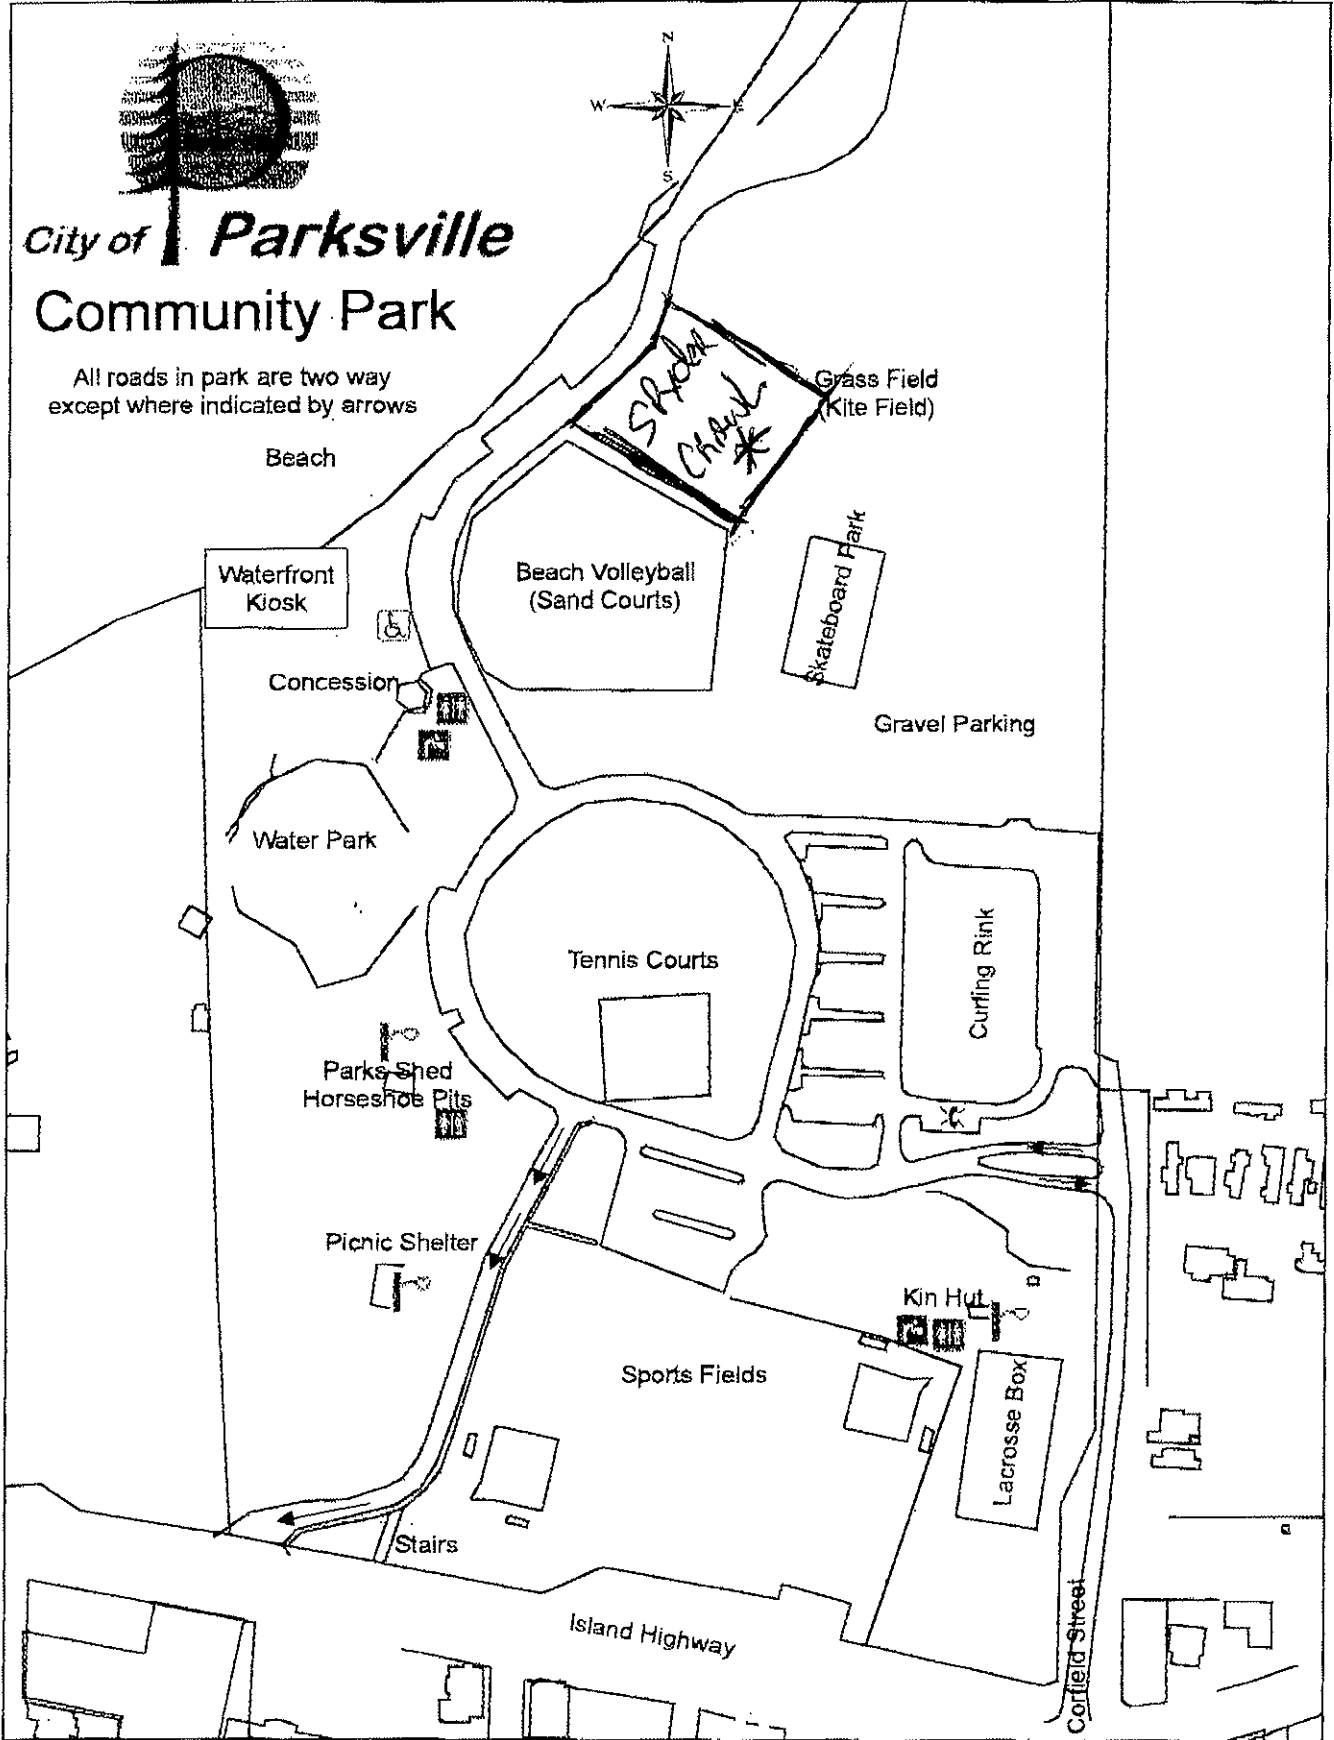 N
W
E
S
City of Parksville
Community Park
All roads in park are two way
except where indicated by arrows
Beach
Grass Field
(Kite Field)
Waterfront
Kiosk
Beach Volleyball
(Sand Courts)
Skateboard Park
Concession
Gravel Parking
Water Park
Tennis Courts
Curling Rink
Parks Shed
Horseshoe Pits
Picnic Shelter
Kin Hut
Sports Fields
Lacrosse Box
Stairs
Island Highway
Corfield Street